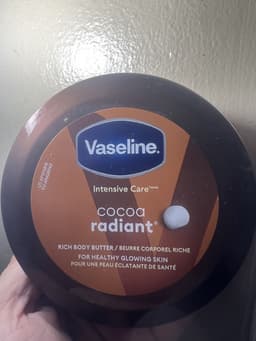 Vaseline.
Intensive Care™
cocoa
radiant®
RICH BODY BUTTER / BEURRE CORPOREL RICHE
FOR HEALTHY GLOWING SKIN
POUR UNE PEAU ÉCLATANTE DE SANTÉ